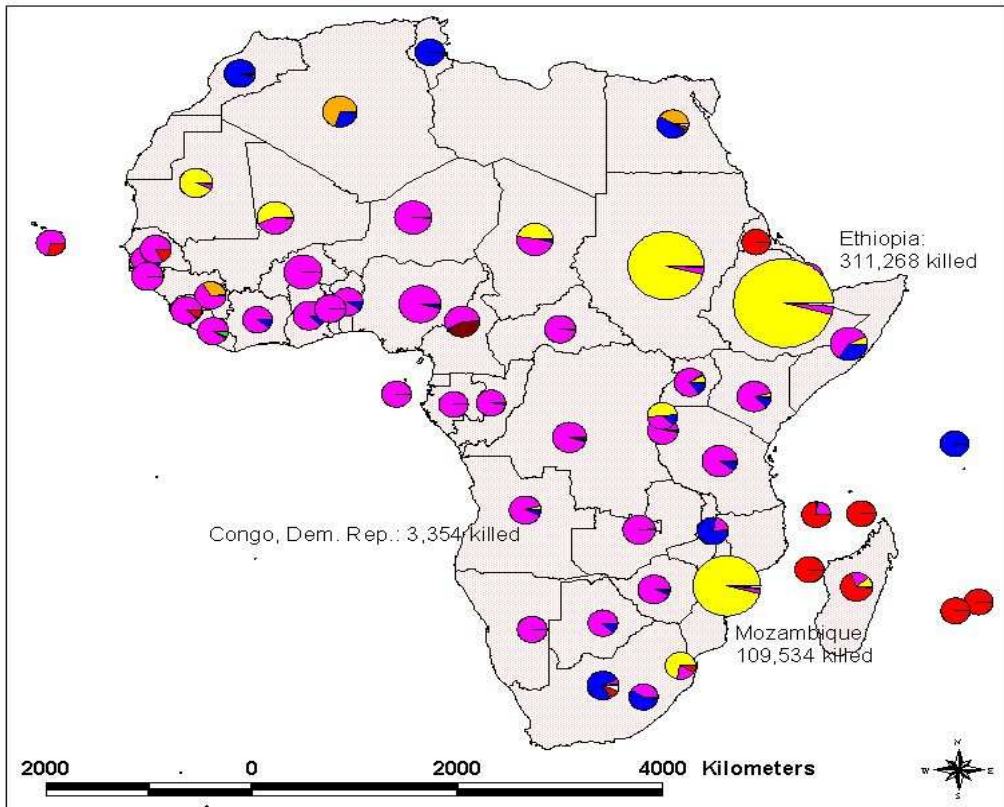 Ethiopia:
311,268 killed
Congo, Dem. Rep.: 3,354 killed
Mozambique:
109,534 killed
2000 0 2000 4000 Kilometers
N
W E
S